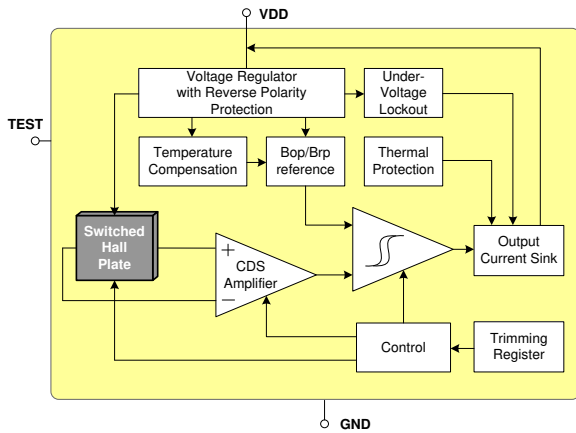 VDD
Voltage Regulator
with Reverse Polarity
Protection
Under-
Voltage
Lockout
TEST
Temperature
Compensation
Bop/Brp
reference
Thermal
Protection
Switched
Hall
Plate
+
CDS
Amplifier
−
Output
Current Sink
Control
Trimming
Register
GND